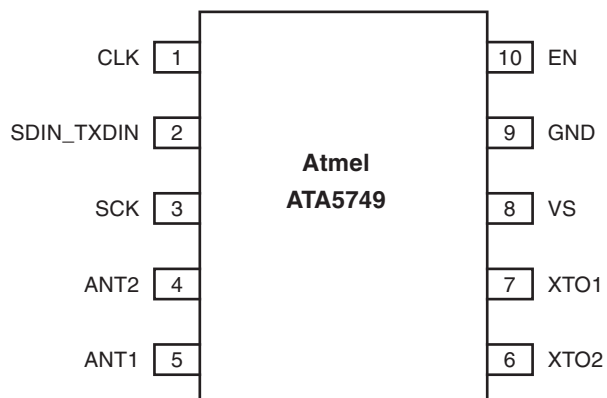 CLK 1 10 EN
SDIN_TXDIN 2 9 GND
Atmel
ATA5749
SCK 3 8 VS
ANT2 4 7 XTO1
ANT1 5 6 XTO2